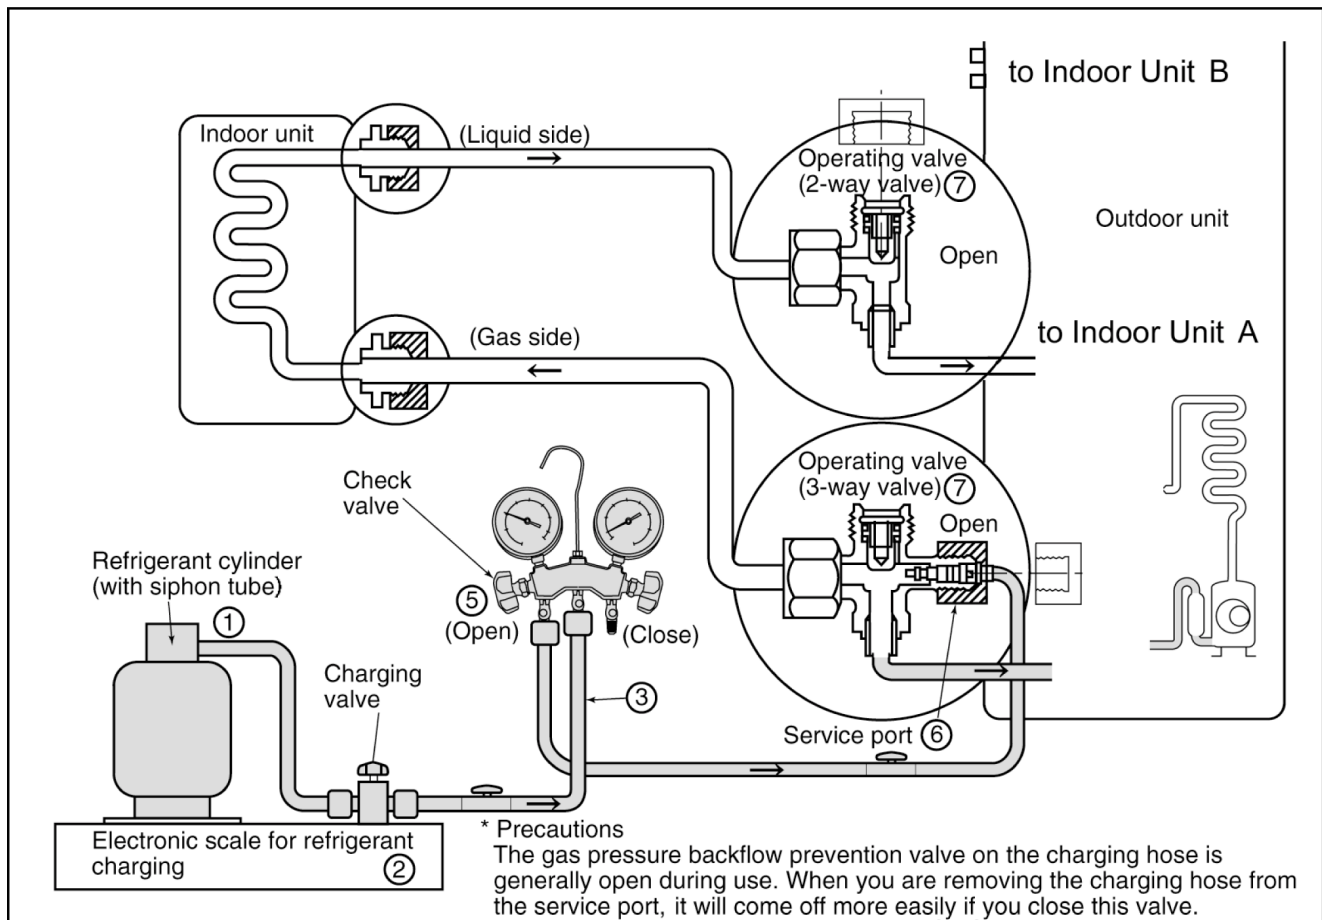 to Indoor Unit B
Indoor unit
(Liquid side)
Operating valve
(2-way valve) ⑦
Outdoor unit
Open
to Indoor Unit A
(Gas side)
Operating valve
(3-way valve) ⑦
Open
Check
valve
Refrigerant cylinder
(with siphon tube)
⑤
(Open)
(Close)
①
Charging
valve
③
Service port ⑥
Electronic scale for refrigerant
charging ②
* Precautions
The gas pressure backflow prevention valve on the charging hose is
generally open during use. When you are removing the charging hose from
the service port, it will come off more easily if you close this valve.